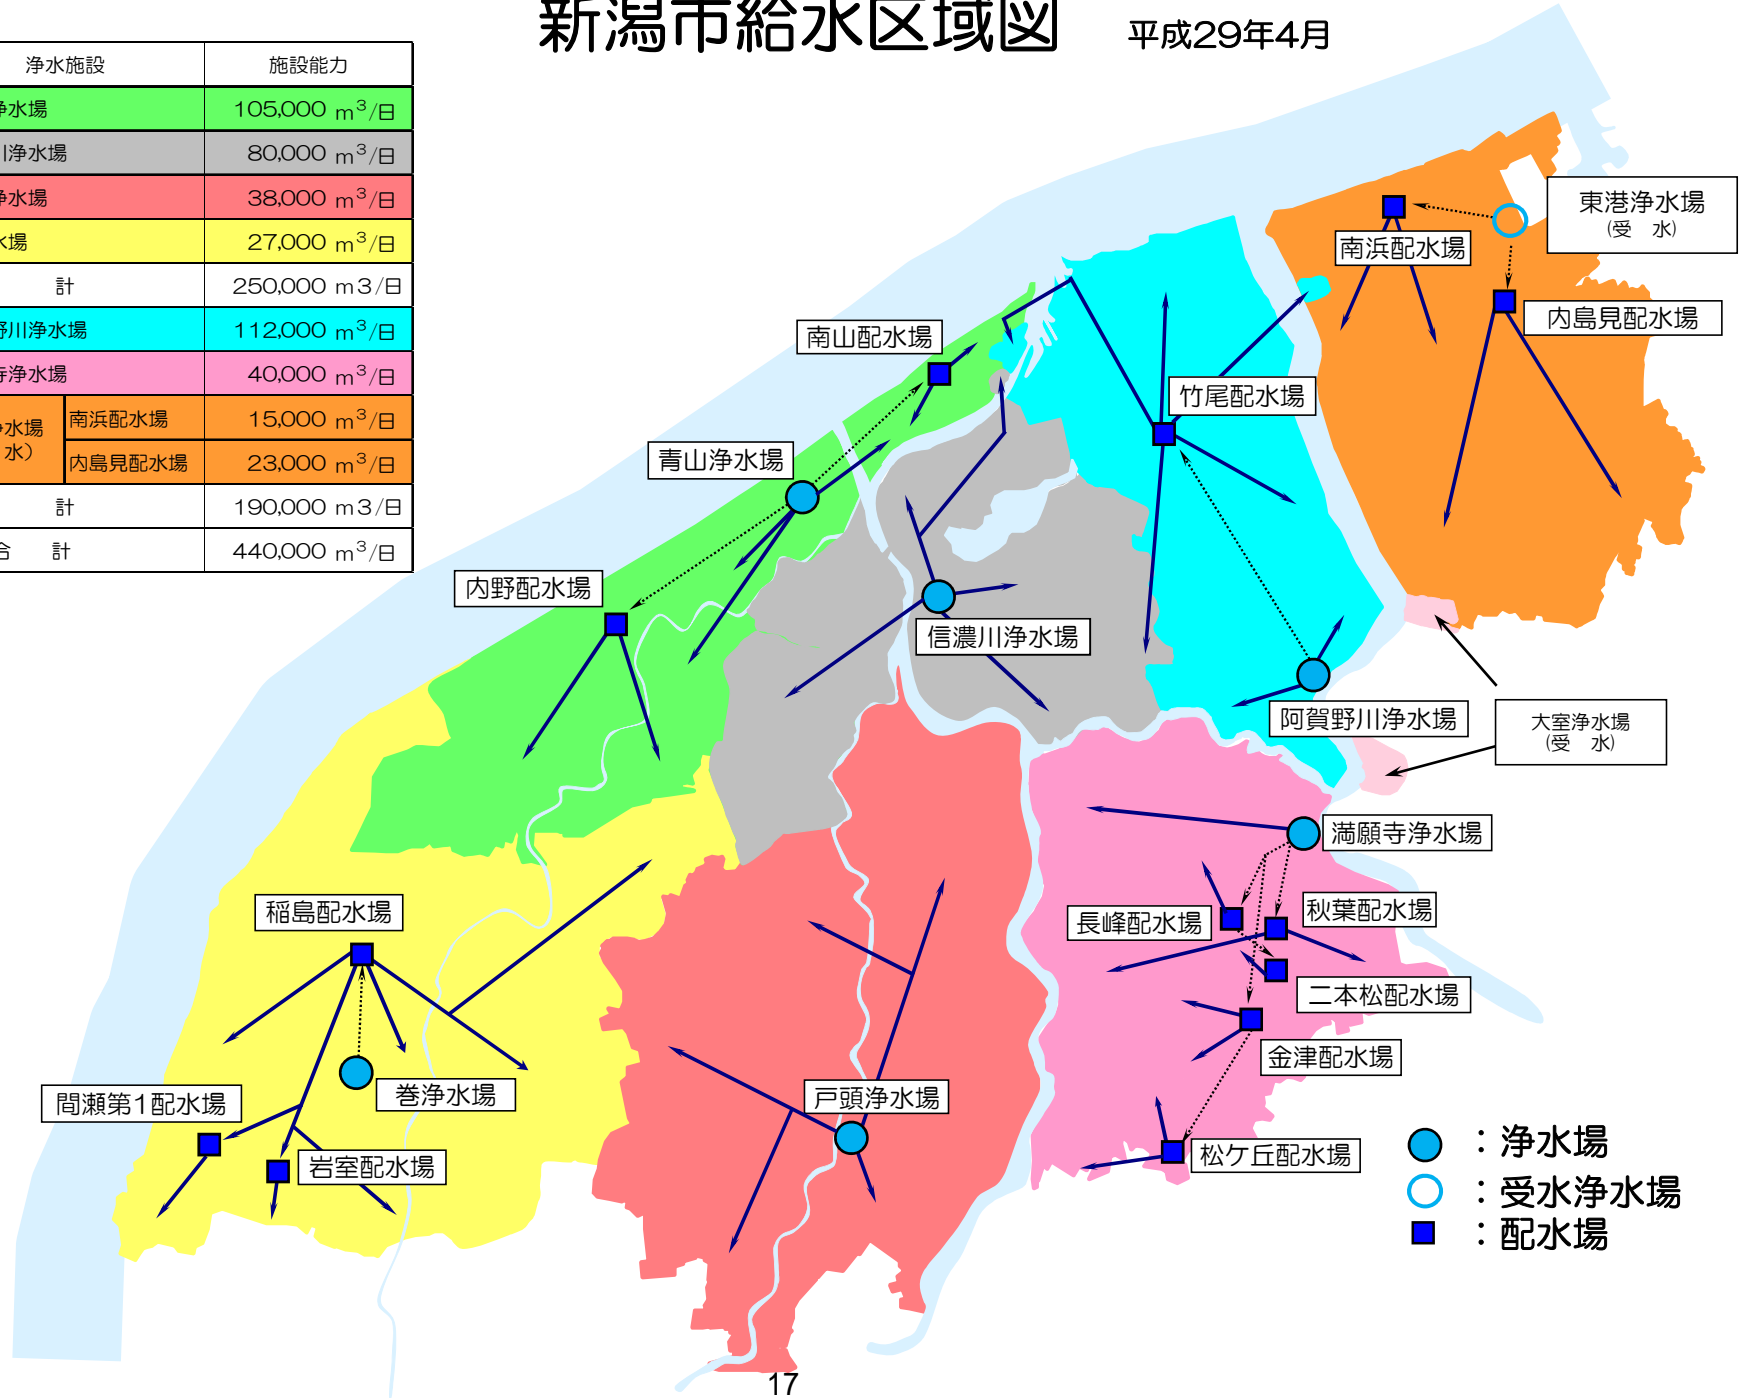 新潟市給水区域図 平成29年4月
浄水施設 施設能力
浄水場 105,000 m³/日
川浄水場 80,000 m³/日
浄水場 38,000 m³/日
水場 27,000 m³/日
計 250,000 m3/日
野川浄水場 112,000 m³/日
寺浄水場 40,000 m³/日
水場
水）
南浜配水場 15,000 m³/日
内島見配水場 23,000 m³/日
計 190,000 m3/日
合 計 440,000 m³/日
東港浄水場
(受 水)
南浜配水場
内島見配水場
南山配水場
竹尾配水場
青山浄水場
内野配水場
信濃川浄水場
阿賀野川浄水場
大室浄水場
(受 水)
満願寺浄水場
稲島配水場
長峰配水場
秋葉配水場
二本松配水場
金津配水場
巻浄水場
戸頭浄水場
間瀬第1配水場
岩室配水場
松ケ丘配水場
：浄水場
：受水浄水場
：配水場
17